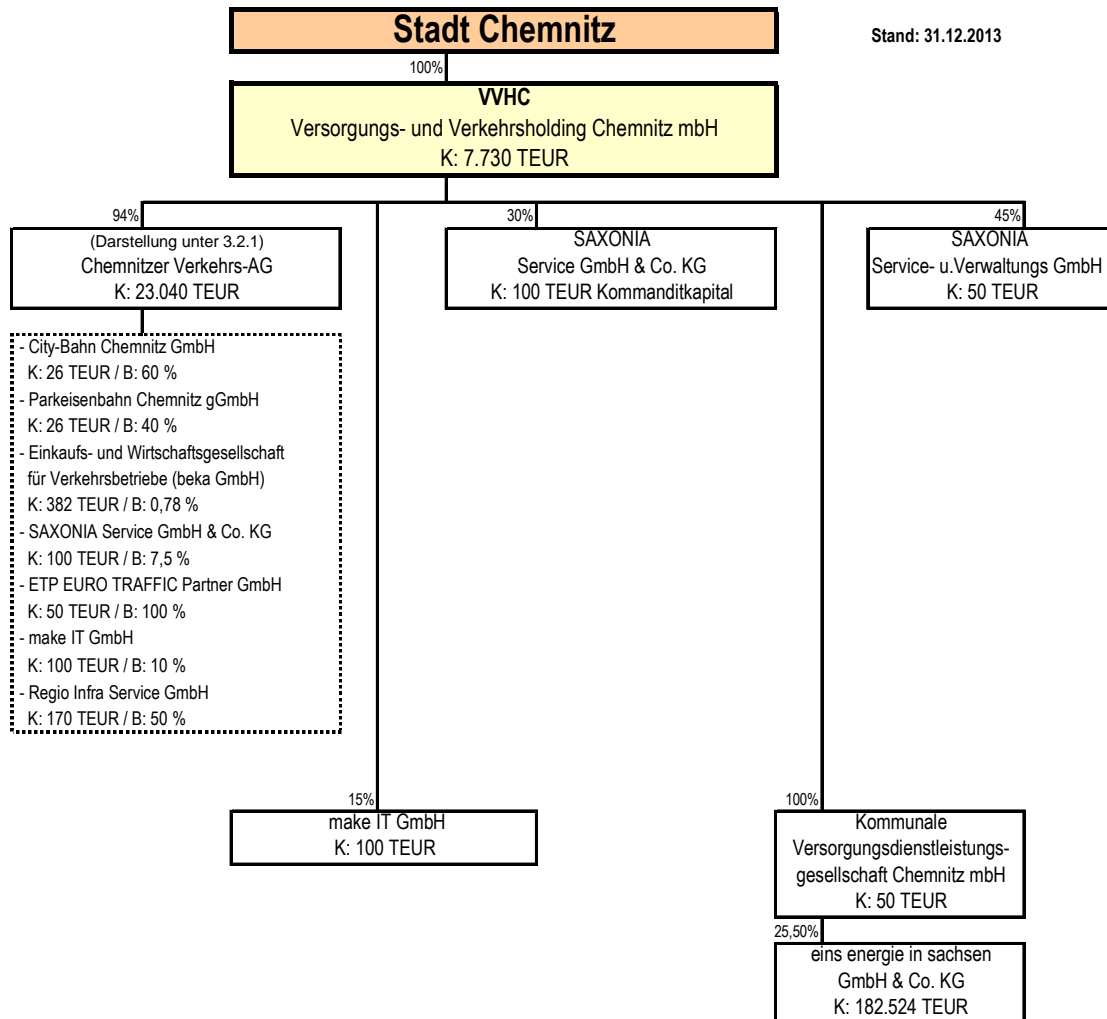 Stadt Chemnitz
Stand: 31.12.2013
100%
VVHC
Versorgungs- und Verkehrsholding Chemnitz mbH
K: 7.730 TEUR
94%
(Darstellung unter 3.2.1)
Chemnitzer Verkehrs-AG
K: 23.040 TEUR
30%
SAXONIA
Service GmbH & Co. KG
K: 100 TEUR Kommanditkapital
45%
SAXONIA
Service- u.Verwaltungs GmbH
K: 50 TEUR
- City-Bahn Chemnitz GmbH
K: 26 TEUR / B: 60 %
- Parkeisenbahn Chemnitz gGmbH
K: 26 TEUR / B: 40 %
- Einkaufs- und Wirtschaftsgesellschaft
für Verkehrsbetriebe (beka GmbH)
K: 382 TEUR / B: 0,78 %
- SAXONIA Service GmbH & Co. KG
K: 100 TEUR / B: 7,5 %
- ETP EURO TRAFFIC Partner GmbH
K: 50 TEUR / B: 100 %
- make IT GmbH
K: 100 TEUR / B: 10 %
- Regio Infra Service GmbH
K: 170 TEUR / B: 50 %
15%
make IT GmbH
K: 100 TEUR
100%
Kommunale
Versorgungsdienstleistungs-
gesellschaft Chemnitz mbH
K: 50 TEUR
25,50%
eins energie in sachsen
GmbH & Co. KG
K: 182.524 TEUR